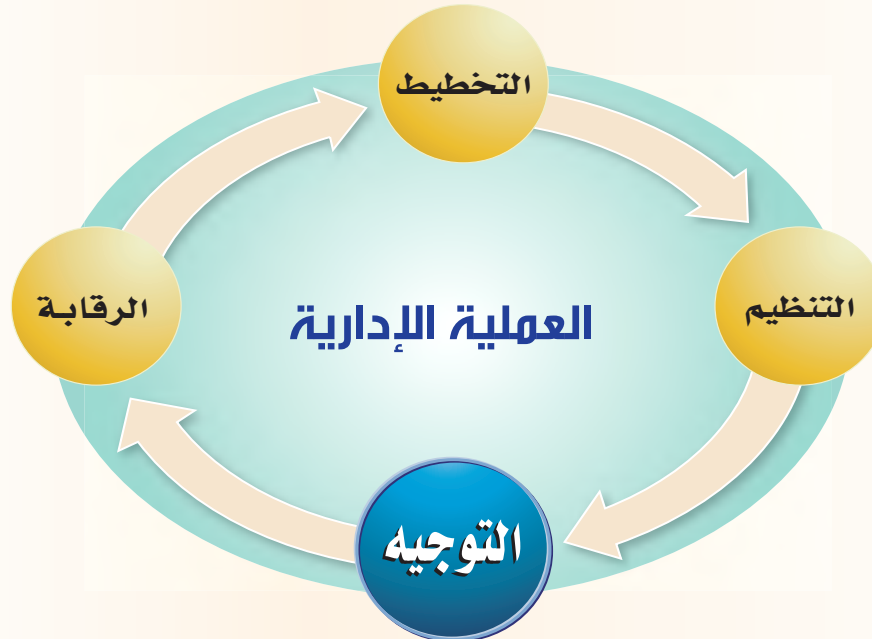 التخطيط
التنظيم
العملية الإدارية
الرقابة
التوجيه